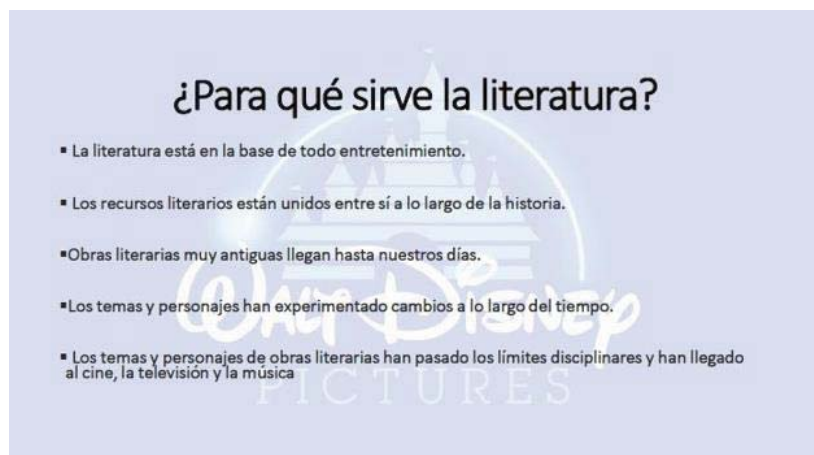 ¿Para qué sirve la literatura?
▪ La literatura está en la base de todo entretenimiento.
▪ Los recursos literarios están unidos entre sí a lo largo de la historia.
▪Obras literarias muy antiguas llegan hasta nuestros días.
▪Los temas y personajes han experimentado cambios a lo largo del tiempo.
▪ Los temas y personajes de obras literarias han pasado los límites disciplinares y han llegado
al cine, la televisión y la música
WALT DISNEY
PICTURES